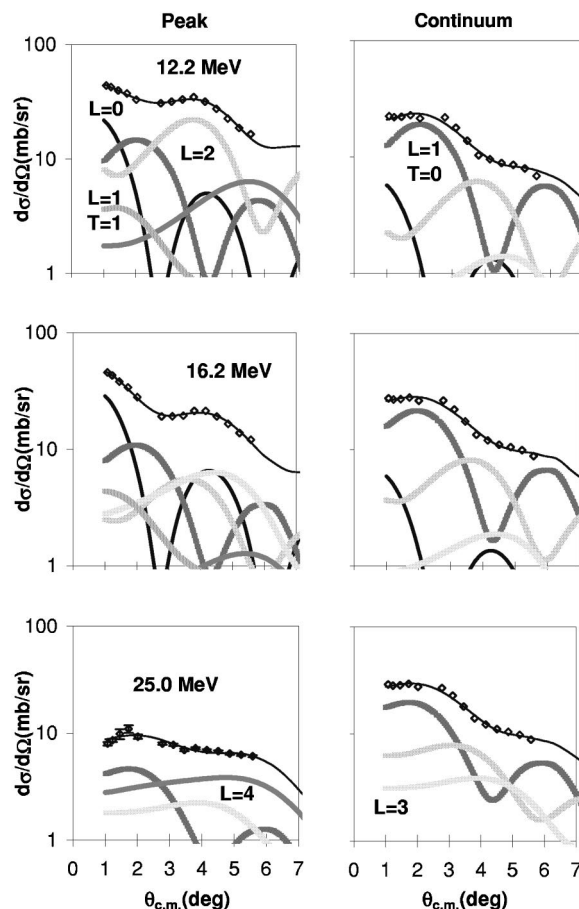 Peak
Continuum
100
12.2 MeV
L=0
L=2
L=1
T=1
10
1
dσ/dΩ(mb/sr)
L=1
T=0
100
16.2 MeV
10
1
dσ/dΩ(mb/sr)
100
25.0 MeV
10
L=4
L=3
1
dσ/dΩ(mb/sr)
0 1 2 3 4 5 6 7
0 1 2 3 4 5 6 7
θc.m.(deg)
θc.m.(deg)